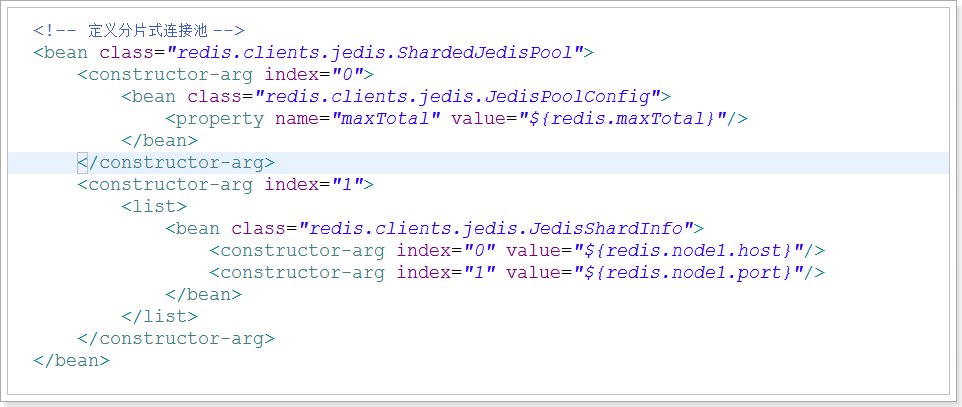 <!-- 定义分片式连接池 -->
<bean class="redis.clients.jedis.ShardedJedisPool">
    <constructor-arg index="0">
        <bean class="redis.clients.jedis.JedisPoolConfig">
            <property name="maxTotal" value="${redis.maxTotal}"/>
        </bean>
    </constructor-arg>
    <constructor-arg index="1">
        <list>
            <bean class="redis.clients.jedis.JedisShardInfo">
                <constructor-arg index="0" value="${redis.node1.host}"/>
                <constructor-arg index="1" value="${redis.node1.port}"/>
            </bean>
        </list>
    </constructor-arg>
</bean>